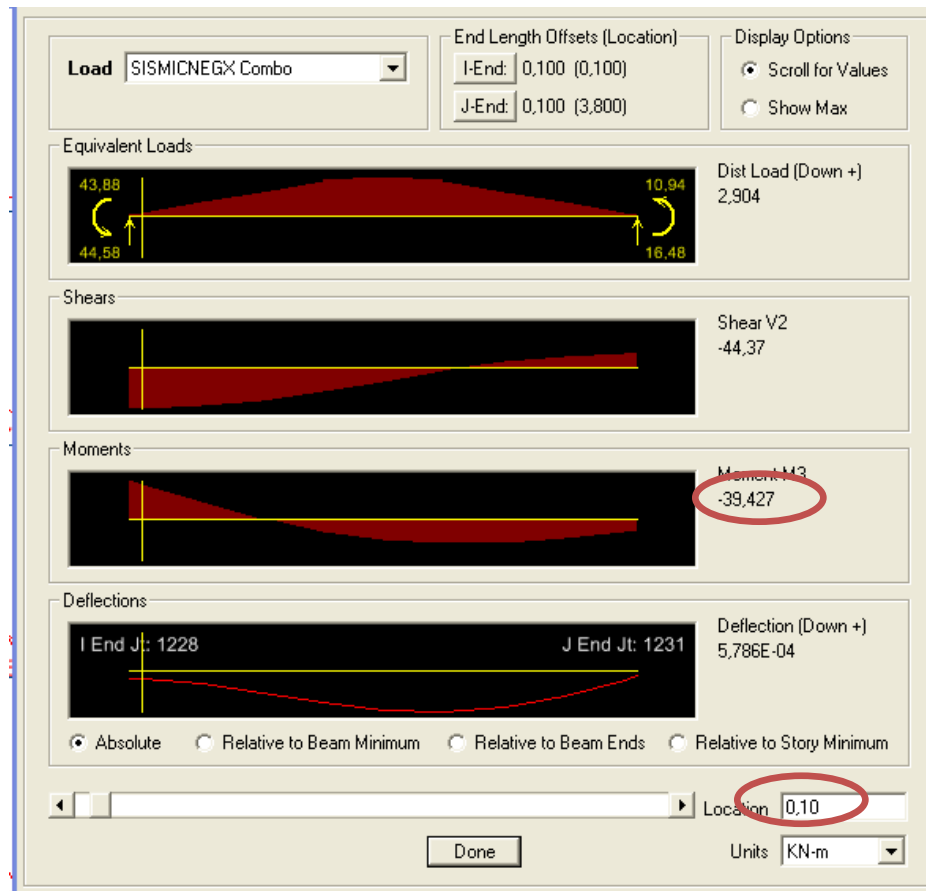 End Length Offsets (Location)
Display Options
Load SISMICNEGX Combo
I-End: 0,100 (0,100)
Scroll for Values
J-End: 0,100 (3,800)
Show Max
Equivalent Loads
43,88
10,94
44,58
16,48
Dist Load (Down +)
2,904
Shears
Shear V2
-44,37
Moments
Moment M3
-39,427
Deflections
I End Jt: 1228
J End Jt: 1231
Deflection (Down +)
5,786E-04
Absolute Relative to Beam Minimum Relative to Beam Ends Relative to Story Minimum
Location 0,10
Done
Units KN-m